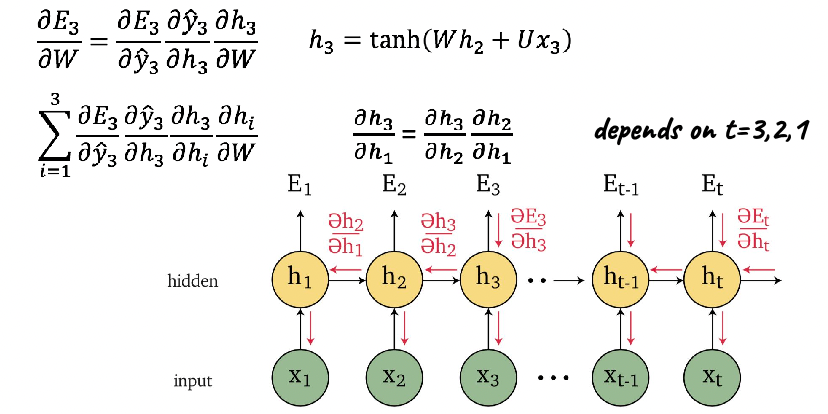 ∂E₃/∂W = ∂E₃/∂ŷ₃ ∂ŷ₃/∂h₃ ∂h₃/∂W    h₃ = tanh(Wh₂ + Ux₃)
∑³ᵢ₌₁ ∂E₃/∂ŷ₃ ∂ŷ₃/∂h₃ ∂h₃/∂hᵢ ∂hᵢ/∂W    ∂h₃/∂h₁ = ∂h₃/∂h₂ ∂h₂/∂h₁    depends on t=3,2,1
E₁ E₂ E₃ Eₜ₋₁ Eₜ
∂h₂/∂h₁ ∂h₃/∂h₂ ∂E₃/∂h₃ ∂Eₜ/∂hₜ
hidden h₁ h₂ h₃ ·· hₜ₋₁ hₜ
input x₁ x₂ x₃ ··· xₜ₋₁ xₜ